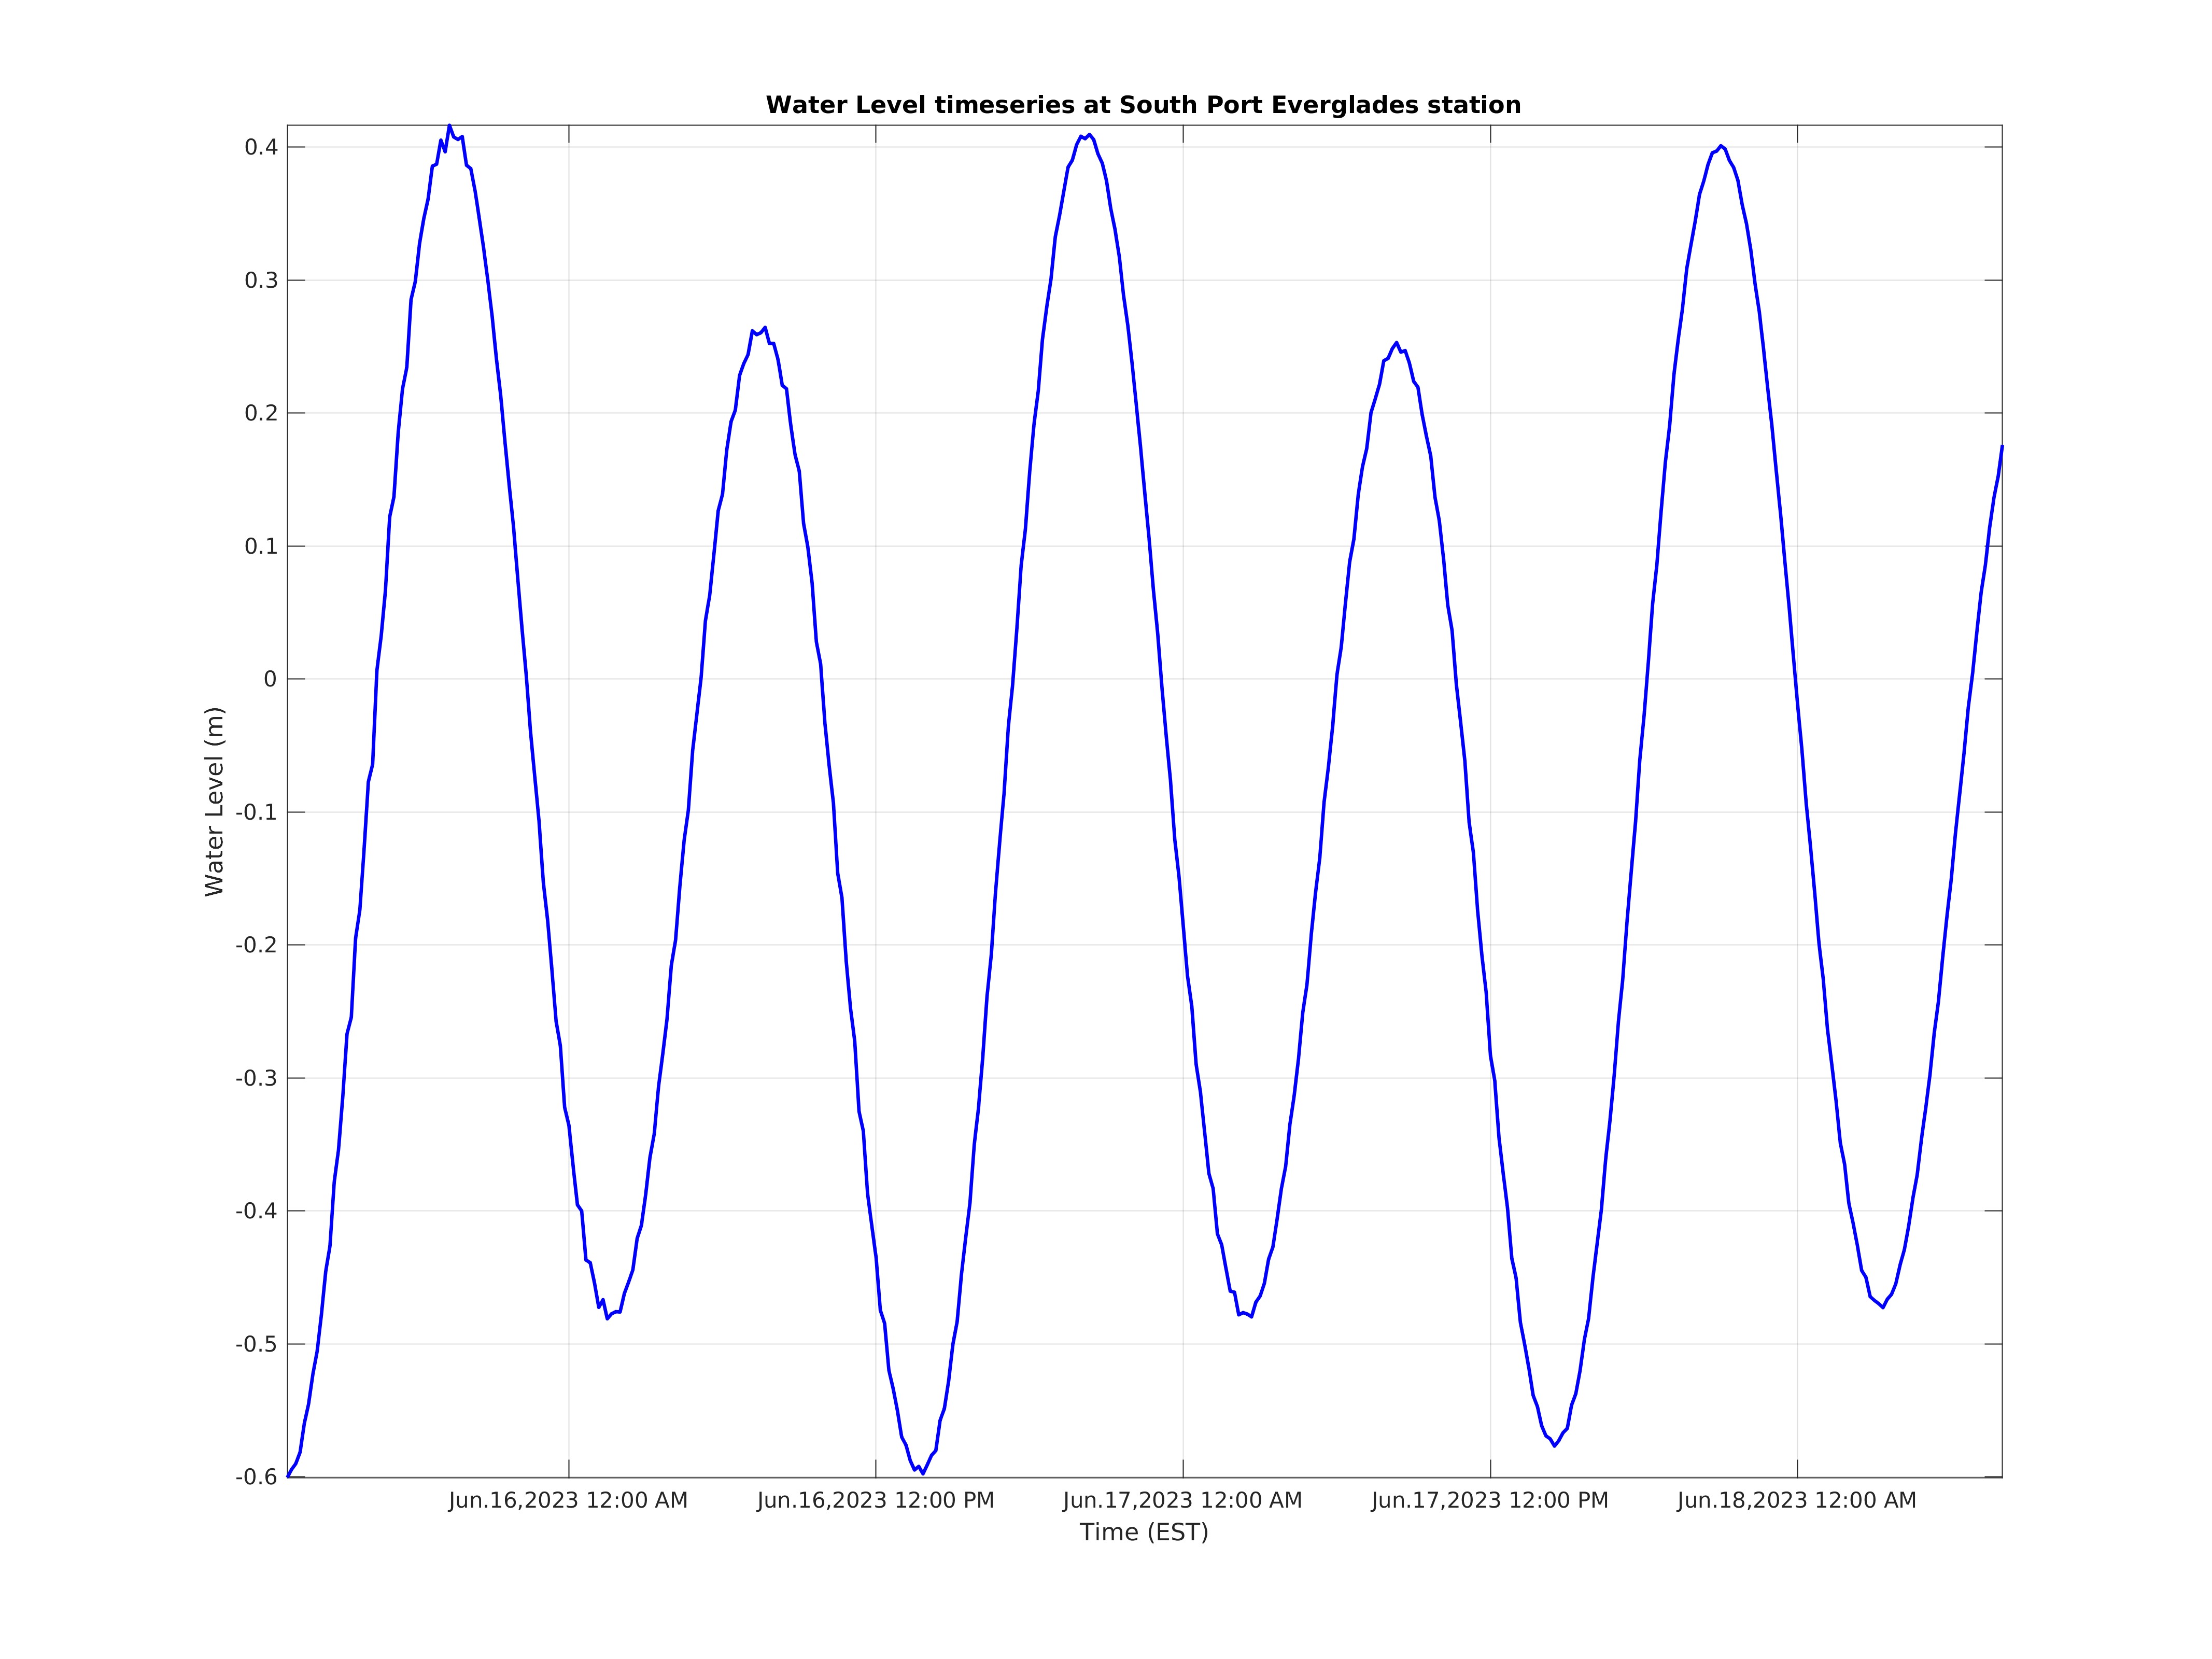 Water Level timeseries at South Port Everglades station
0.4
0.3
0.2
0.1
0
-0.1
-0.2
-0.3
-0.4
-0.5
-0.6
Water Level (m)
Jun.16,2023 12:00 AM
Jun.16,2023 12:00 PM
Jun.17,2023 12:00 AM
Jun.17,2023 12:00 PM
Jun.18,2023 12:00 AM
Time (EST)